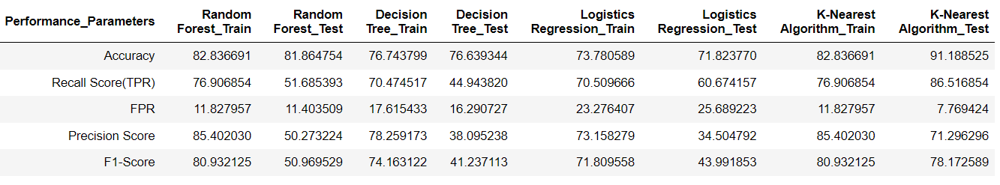 Performance_Parameters Random Forest_Train Random Forest_Test Decision Tree_Train Decision Tree_Test Logistics Regression_Train Logistics Regression_Test K-Nearest Algorithm_Train K-Nearest Algorithm_Test
Accuracy 82.836691 81.864754 76.743799 76.639344 73.780589 71.823770 82.836691 91.188525
Recall Score(TPR) 76.906854 51.685393 70.474517 44.943820 70.509666 60.674157 76.906854 86.516854
FPR 11.827957 11.403509 17.615433 16.290727 23.276407 25.689223 11.827957 7.769424
Precision Score 85.402030 50.273224 78.259173 38.095238 73.158279 34.504792 85.402030 71.296296
F1-Score 80.932125 50.969529 74.163122 41.237113 71.809558 43.991853 80.932125 78.172589